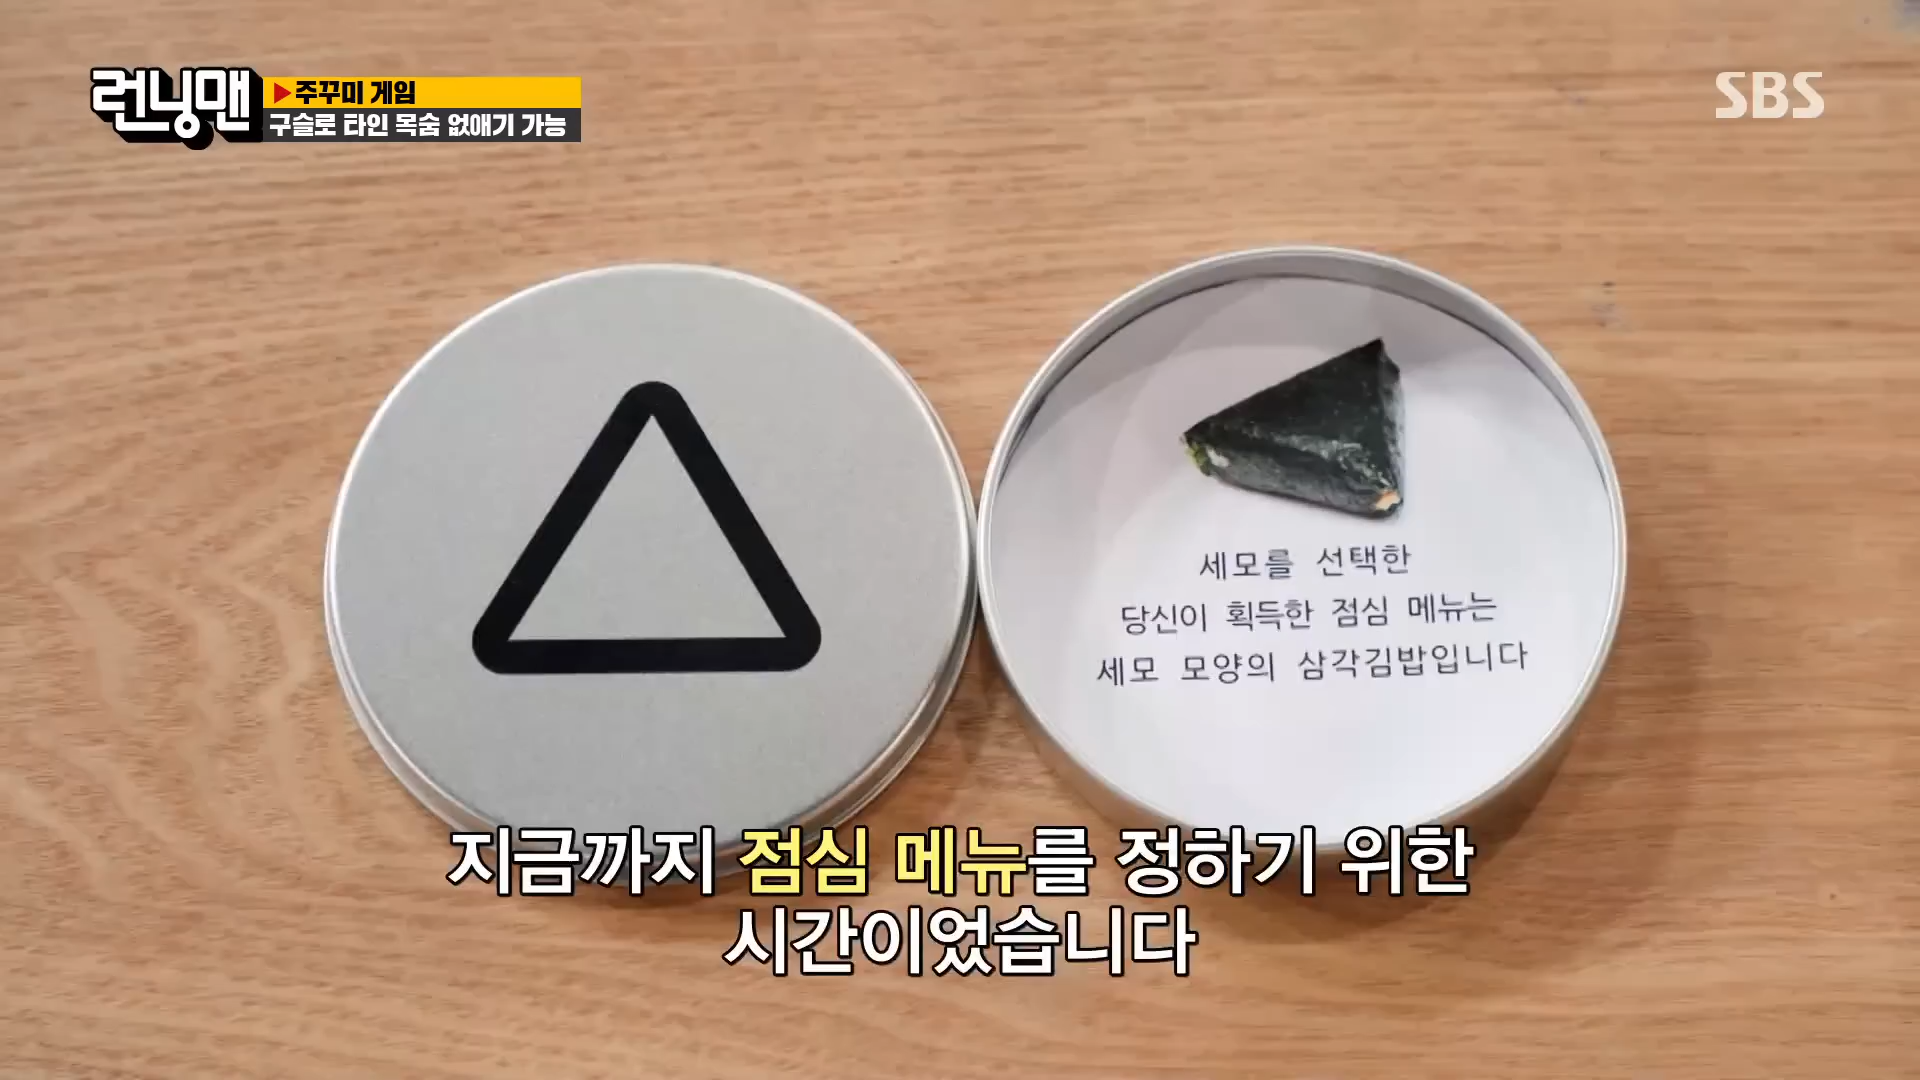 런닝맨
▶주꾸미 게임
구슬로 타인 목숨 없애기 가능
SBS
세모를 선택한
당신이 획득한 점심 메뉴는
세모 모양의 삼각김밥입니다
지금까지 점심 메뉴를 정하기 위한
시간이었습니다